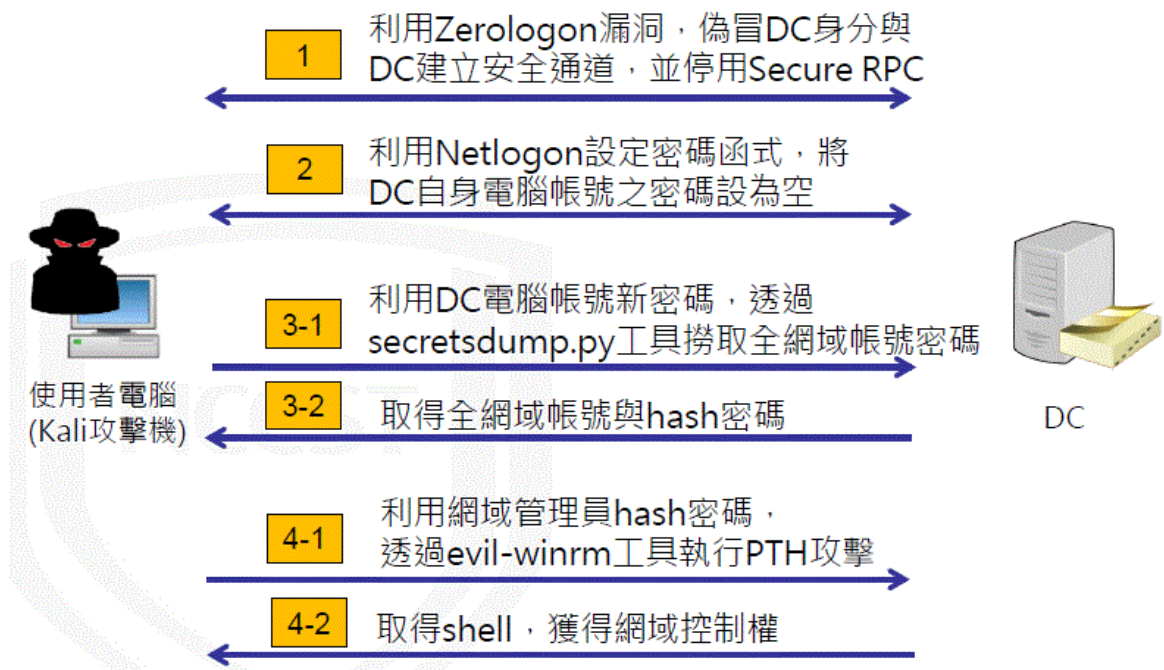 1
利用Zerologon漏洞，偽冒DC身分與
DC建立安全通道，並停用Secure RPC
2
利用Netlogon設定密碼函式，將
DC自身電腦帳號之密碼設為空
3-1
利用DC電腦帳號新密碼，透過
secretsdump.py工具撈取全網域帳號密碼
使用者電腦
(Kali攻擊機)
3-2
取得全網域帳號與hash密碼
DC
4-1
利用網域管理員hash密碼，
透過evil-winrm工具執行PTH攻擊
4-2
取得shell，獲得網域控制權